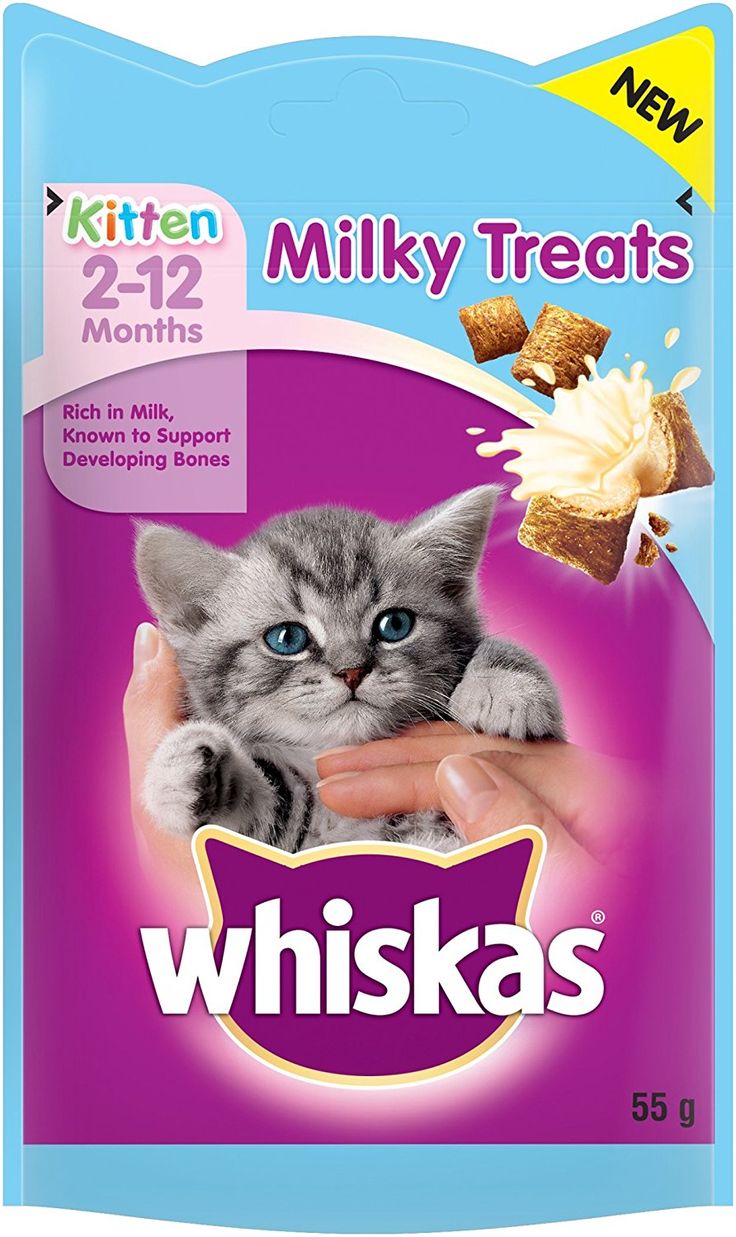 NEW
Kitten
2-12
Months
Milky Treats
Rich in Milk,
Known to Support
Developing Bones
whiskas®
55 g